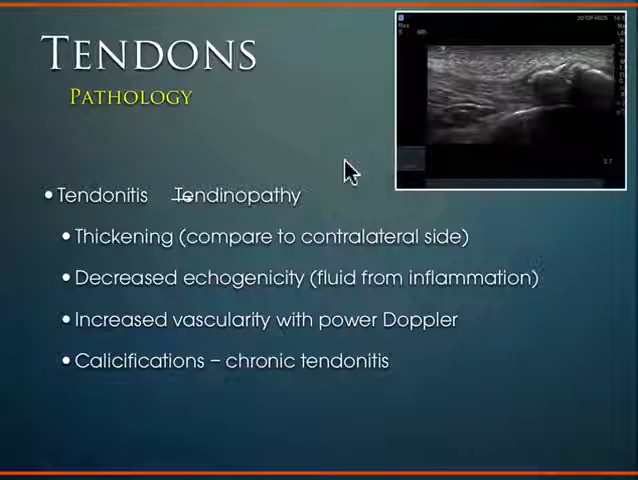 TENDONS
PATHOLOGY
• Tendonitis → Tendinopathy
• Thickening (compare to contralateral side)
• Decreased echogenicity (fluid from inflammation)
• Increased vascularity with power Doppler
• Calicifications – chronic tendonitis